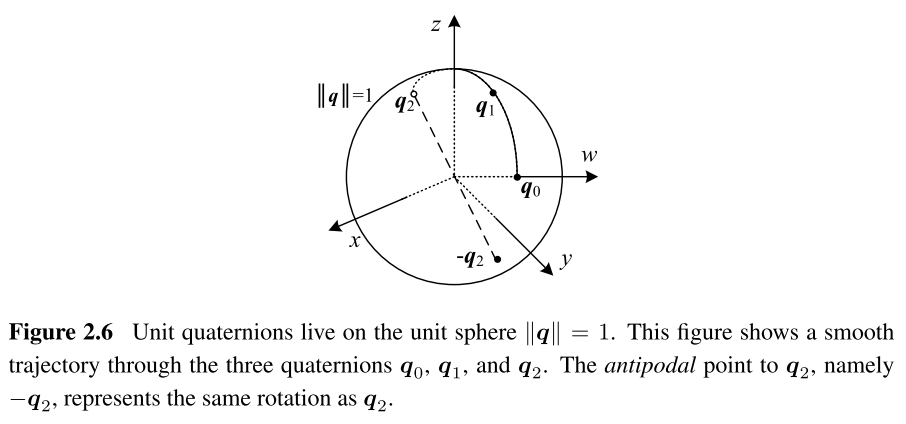 z
‖q‖=1
q₂
q₁
w
q₀
x
-q₂
y
Figure 2.6 Unit quaternions live on the unit sphere ‖q‖ = 1. This figure shows a smooth
trajectory through the three quaternions q₀, q₁, and q₂. The antipodal point to q₂, namely
−q₂, represents the same rotation as q₂.